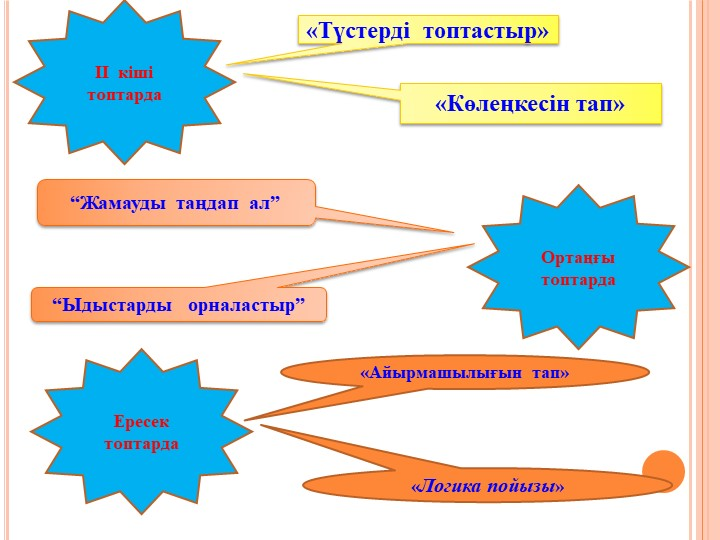 ІІ кіші
топтарда
«Түстерді топтастыр»
«Көлеңкесін тап»
“Жамауды таңдап ал”
Ортаңғы
топтарда
“Ыдыстарды орналастыр”
Ересек
топтарда
«Айырмашылығын тап»
«Логика пойызы»